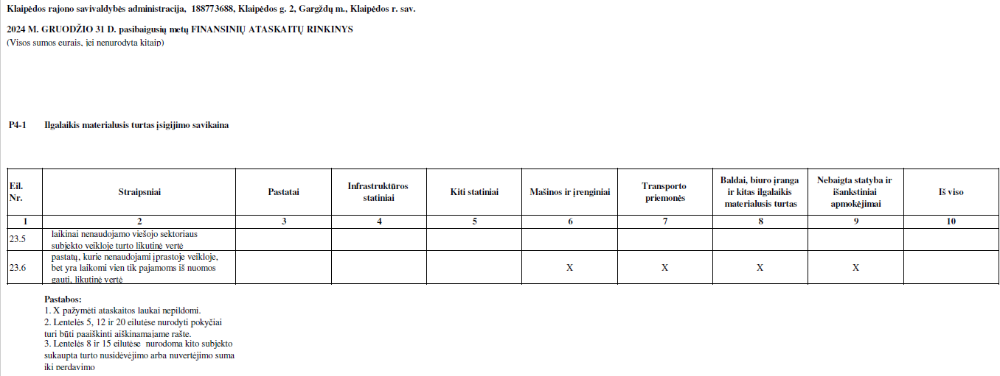 Klaipėdos rajono savivaldybės administracija, 188773688, Klaipėdos g. 2, Gargždų m., Klaipėdos r. sav.
2024 M. GRUODŽIO 31 D. pasibaigusių metų FINANSINIŲ ATASKAITŲ RINKINYS
(Visos sumos eurais, jei nenurodyta kitaip)
P4-1 Ilgalaikis materialusis turtas įsigijimo savikaina
Eil. Nr. Straipsniai Pastatai Infrastruktūros statiniai Kiti statiniai Mašinos ir įrenginiai Transporto priemonės Baldai, biuro įranga ir kitas ilgalaikis materialusis turtas Nebaigta statyba ir išankstiniai apmokėjimai Iš viso
1 2 3 4 5 6 7 8 9 10
23.5 laikinai nenaudojamo viešojo sektoriaus
subjekto veikloje turto likutinė vertė
23.6 pastatų, kurie nenaudojami įprastoje veikloje,
bet yra laikomi vien tik pajamoms iš nuomos
gauti, likutinė vertė X X X X
Pastabos:
1. X pažymėti ataskaitos laukai nepildomi.
2. Lentelės 5, 12 ir 20 eilutėse nurodyti pokyčiai
turi būti paaiškinti aiškinamajame rašte.
3. Lentelės 8 ir 15 eilutėse nurodoma kito subjekto
sukaupta turto nusidėvėjimo arba nuvertėjimo suma
iki perdavimo